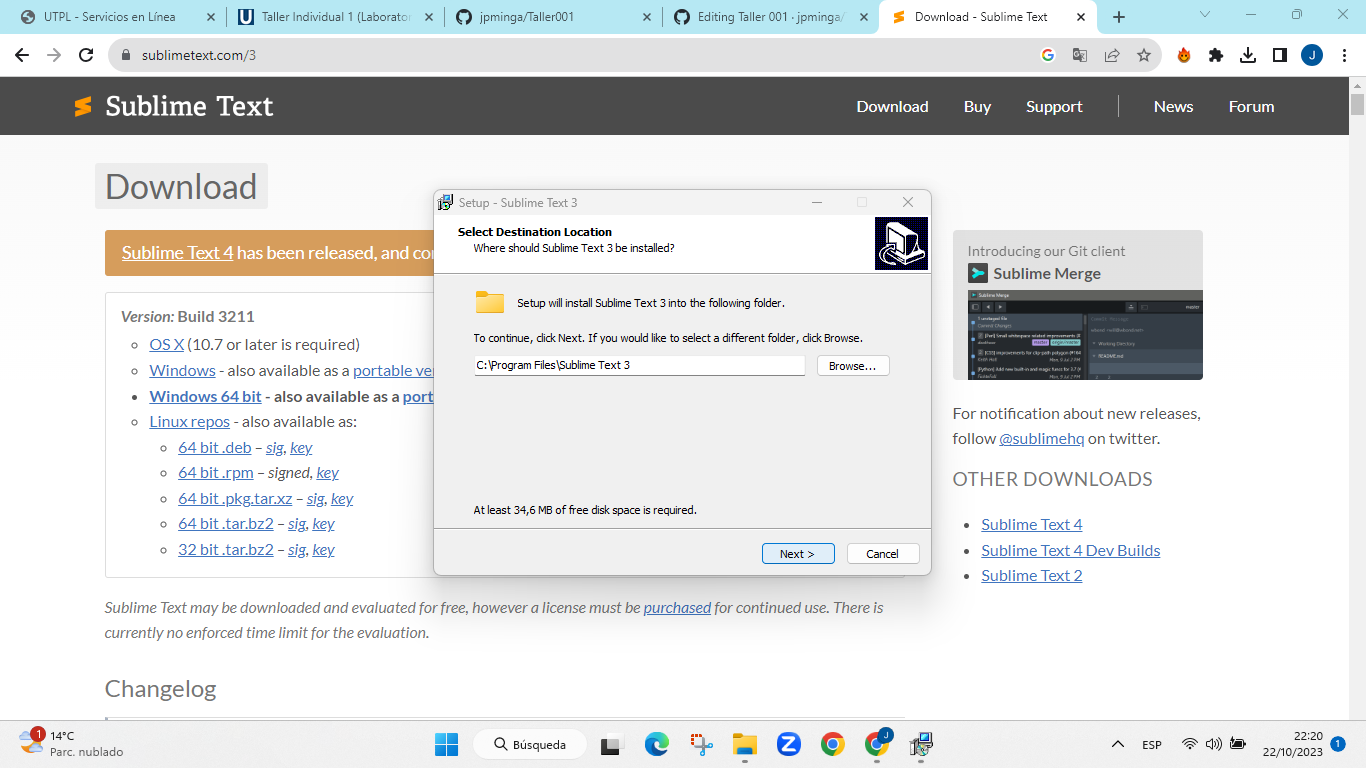 UTPL - Servicios en Línea
Taller Individual 1 (Laborator
jpminga/Taller001
Editing Taller 001 · jpminga/
Download - Sublime Text
sublimetext.com/3
J
Sublime Text
Download
Buy
Support
News
Forum
Download
Sublime Text 4 has been released, and con
Version: Build 3211
OS X (10.7 or later is required)
Windows - also available as a portable ve
Windows 64 bit - also available as a port
Linux repos - also available as:
64 bit .deb – sig, key
64 bit .rpm – signed, key
64 bit .pkg.tar.xz – sig, key
64 bit .tar.bz2 – sig, key
32 bit .tar.bz2 – sig, key
Sublime Text may be downloaded and evaluated for free, however a license must be purchased for continued use. There is
currently no enforced time limit for the evaluation.
Changelog
Setup - Sublime Text 3
Select Destination Location
Where should Sublime Text 3 be installed?
Setup will install Sublime Text 3 into the following folder.
To continue, click Next. If you would like to select a different folder, click Browse.
C:\Program Files\Sublime Text 3
Browse...
At least 34,6 MB of free disk space is required.
Next >
Cancel
Introducing our Git client
Sublime Merge
Sublime Merge
For notification about new releases,
follow @sublimehq on twitter.
OTHER DOWNLOADS
Sublime Text 4
Sublime Text 4 Dev Builds
Sublime Text 2
1
14°C
Parc. nublado
Búsqueda
Z
J
ESP
22:20
22/10/2023
1